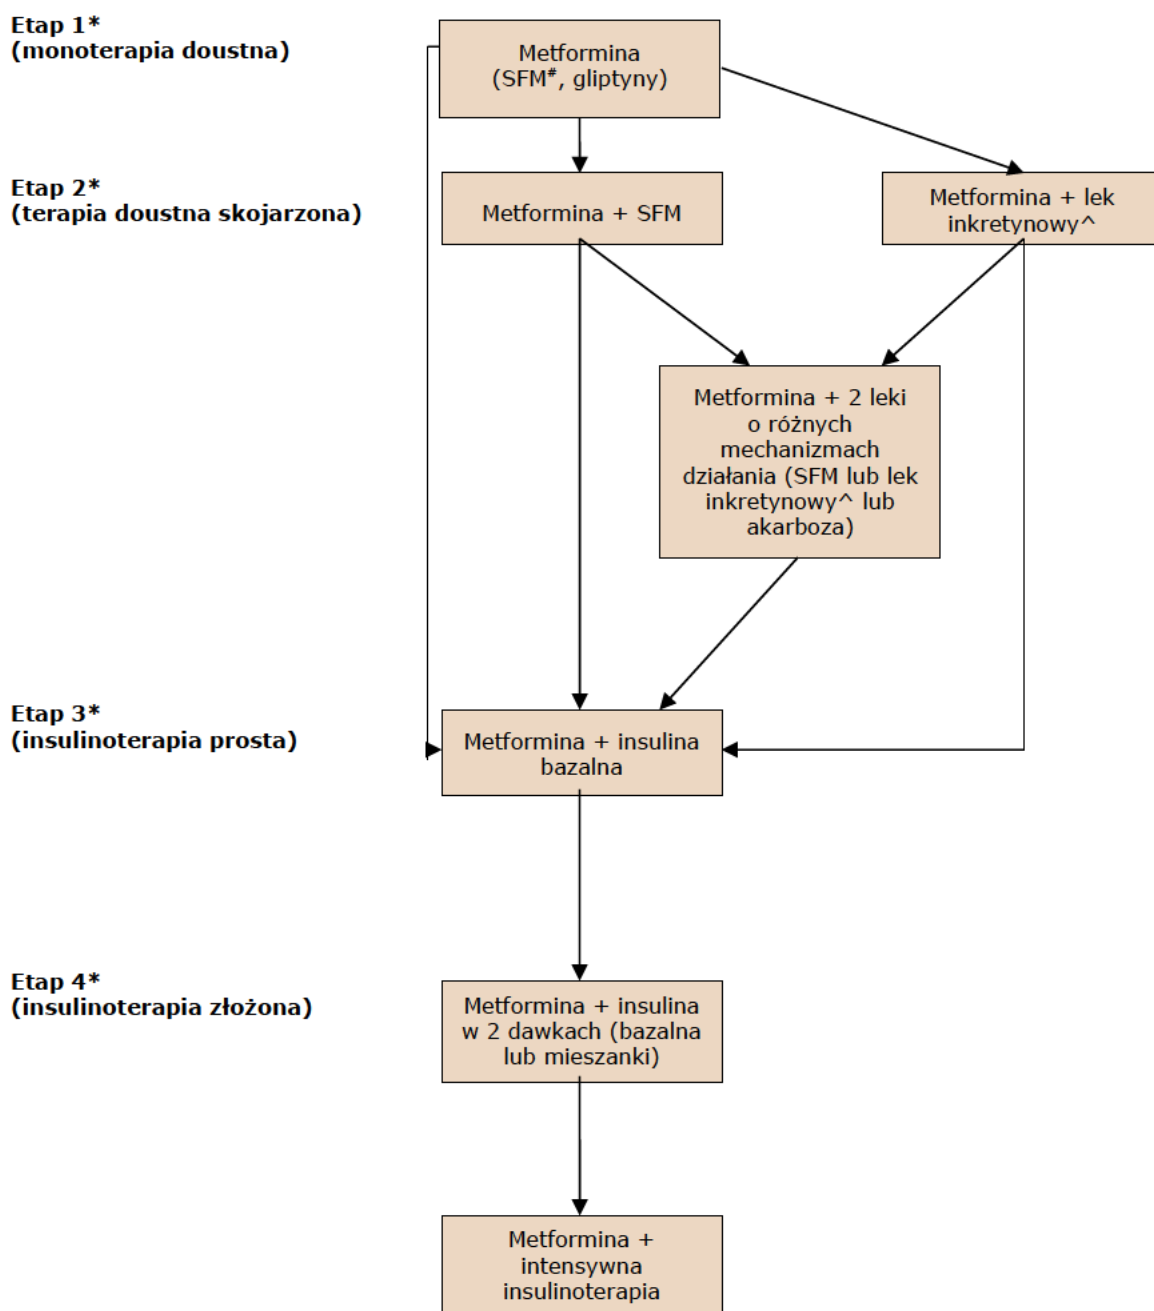 Etap 1*
(monoterapia doustna)
Metformina
(SFM#, gliptyny)
Etap 2*
(terapia doustna skojarzona)
Metformina + SFM
Metformina + lek
inkretynowy^
Metformina + 2 leki
o różnych
mechanizmach
działania (SFM lub lek
inkretynowy^ lub
akarboza)
Etap 3*
(insulinoterapia prosta)
Metformina + insulina
bazalna
Etap 4*
(insulinoterapia złożona)
Metformina + insulina
w 2 dawkach (bazalna
lub mieszanki)
Metformina +
intensywna
insulinoterapia